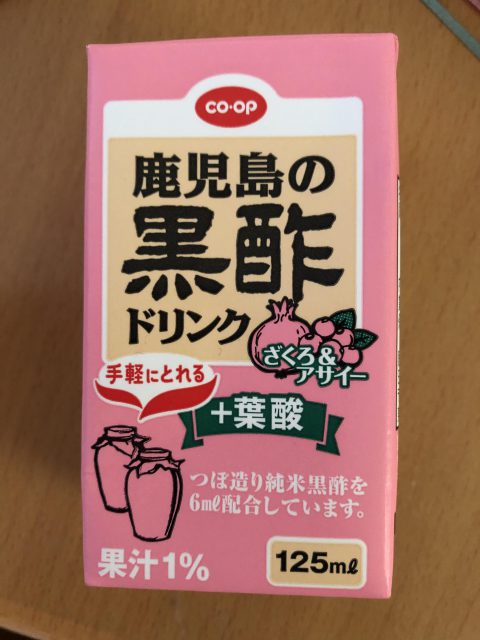 CO・OP
鹿児島の
黒酢
ドリンク
ざくろ&
アサイー
手軽にとれる
+葉酸
つぼ造り純米黒酢を
6mℓ配合しています。
果汁1%
125mℓ